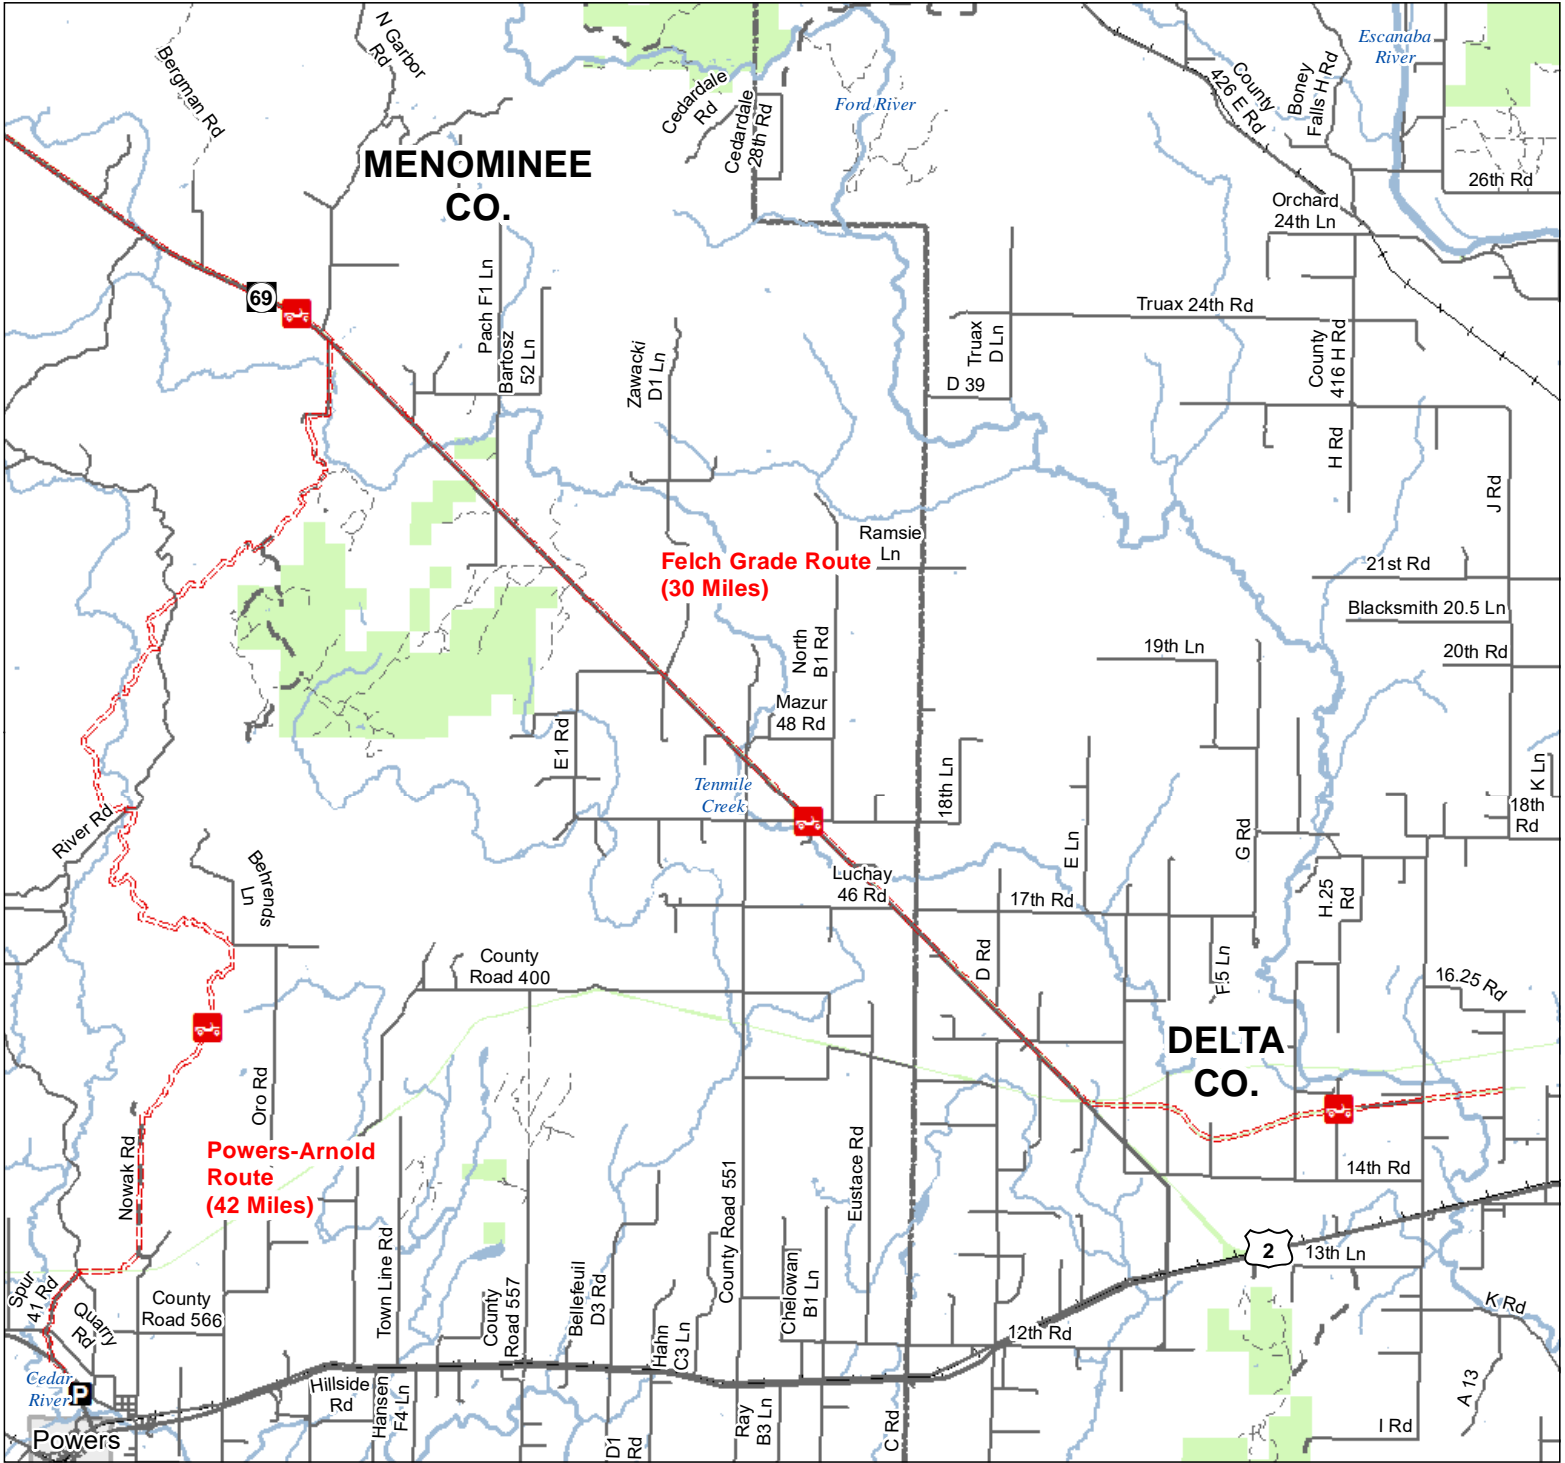 N Garbor
Rd
Bergman Rd
Cedardale
Rd
Cedardale
28th Rd
Ford River
Escanaba
River
County
426 E Rd
Boney
Falls H Rd
MENOMINEE
CO.
26th Rd
Orchard
24th Ln
69
Pach F1 Ln
Bartosz
52 Ln
Zawacki
D1 Ln
Truax 24th Rd
Truax
D Ln
D 39
County
416 H Rd
H Rd
J Rd
Ramsie
Ln
Felch Grade Route
(30 Miles)
21st Rd
Blacksmith 20.5 Ln
20th Rd
19th Ln
North
B1 Rd
Mazur
48 Rd
E1 Rd
Tenmile
Creek
18th Ln
K Ln
18th
Rd
River Rd
E Ln
G Rd
Behrends
Ln
Luchay
46 Rd
17th Rd
H.25
Rd
County
Road 400
D Rd
F.5 Ln
16.25 Rd
DELTA
CO.
Oro Rd
Powers-Arnold
Route
(42 Miles)
Nowak Rd
Eustace Rd
County Road 551
14th Rd
2
13th Ln
Spur
41 Rd
Quarry
Rd
County
Road 566
Town Line Rd
County
Road 557
Bellefeuil
D3 Rd
Hahn
C3 Ln
Chelowan
B1 Ln
12th Rd
K Rd
Cedar
River
P
Hillside
Rd
Hansen
F4 Ln
D1
Rd
Ray
B3 Ln
C Rd
I Rd
A 13
Powers